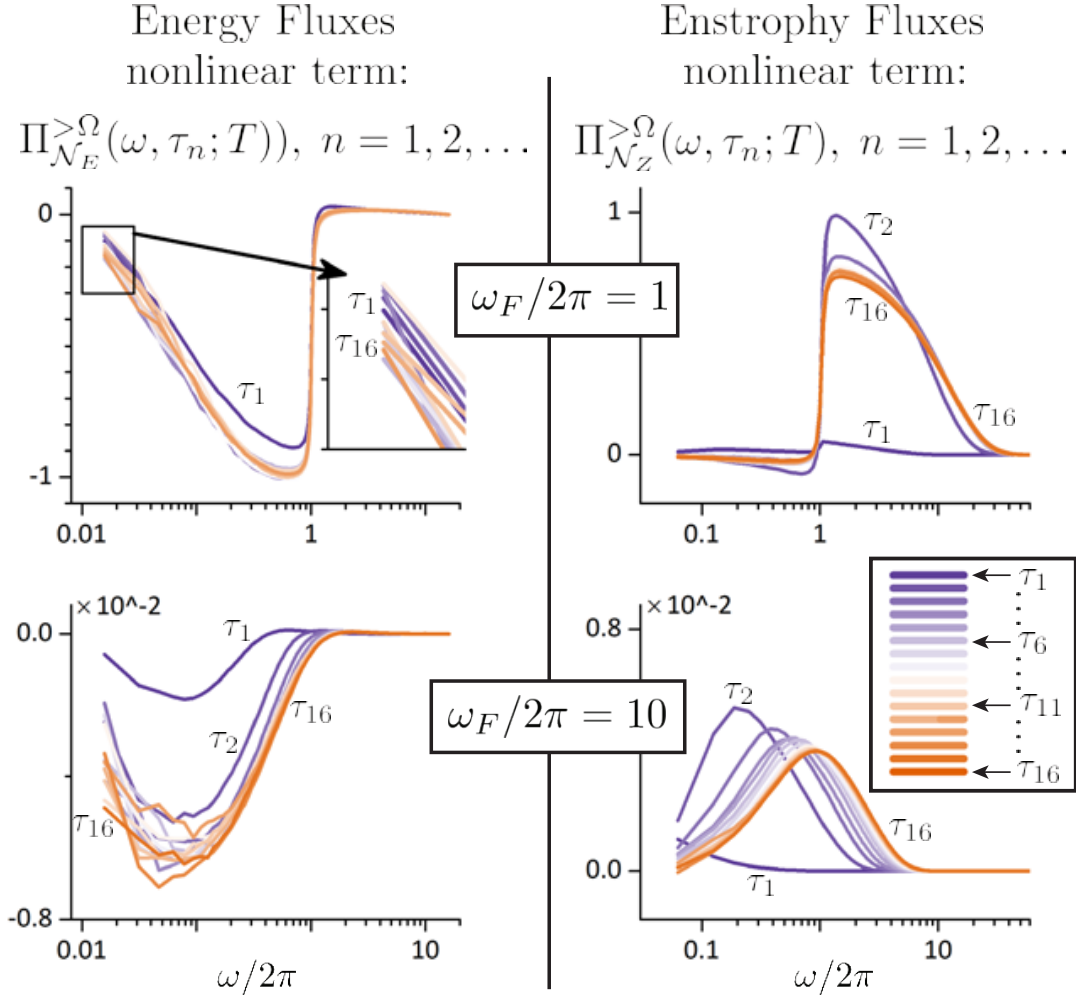 Energy Fluxes
nonlinear term:
Π^{>Ω}_{𝒩_E}(ω, τ_n; T)), n = 1, 2, …
Enstrophy Fluxes
nonlinear term:
Π^{>Ω}_{𝒩_Z}(ω, τ_n; T), n = 1, 2, …
0
-1
0.01
1
10
τ_1
τ_1
τ_16
ω_F/2π = 1
1
0
0.1
1
10
τ_2
τ_16
τ_16
τ_1
×10^-2
0.0
-0.8
0.01
1
10
τ_1
τ_2
τ_16
τ_16
ω/2π
ω_F/2π = 10
×10^-2
0.8
0.0
0.1
1
10
τ_2
τ_1
τ_16
ω/2π
τ_1
τ_6
τ_11
τ_16